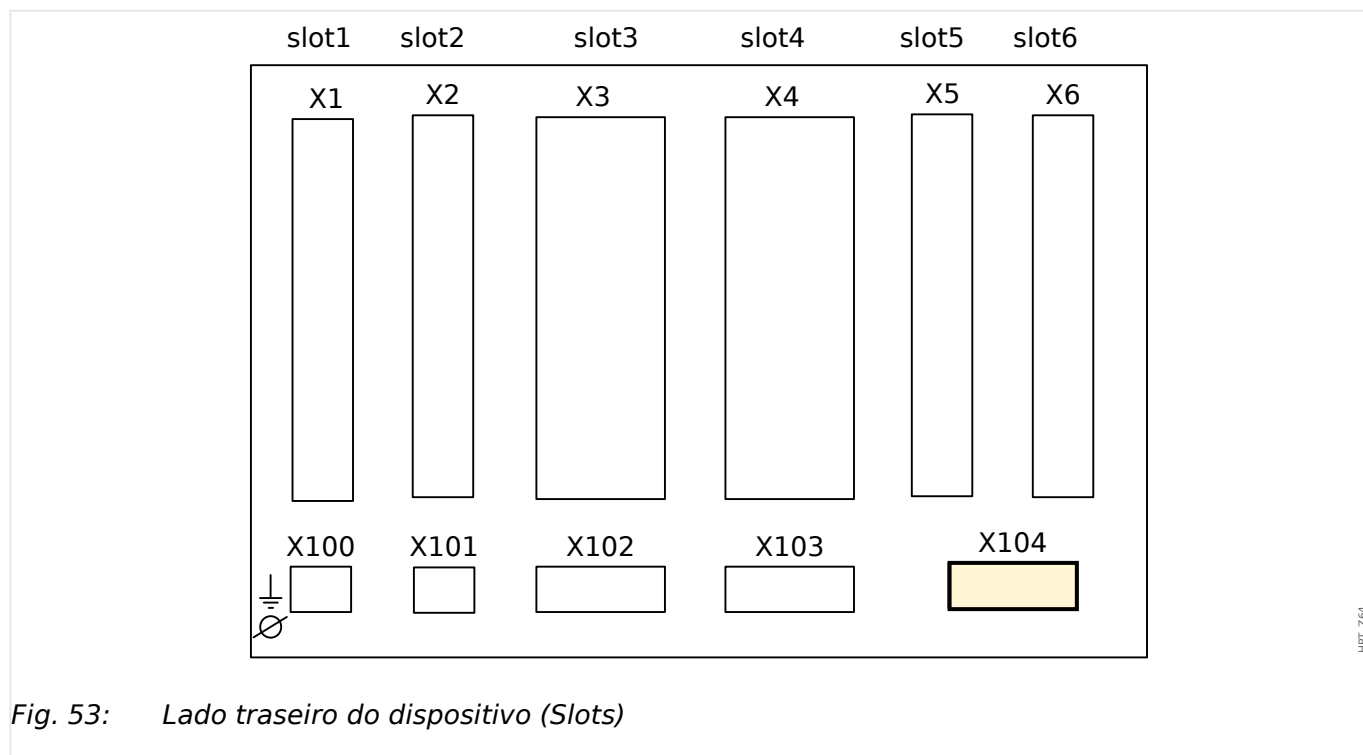 slot1 slot2 slot3 slot4 slot5 slot6
X1 X2 X3 X4 X5 X6
X100 X101 X102 X103 X104
Fig. 53: Lado traseiro do dispositivo (Slots)